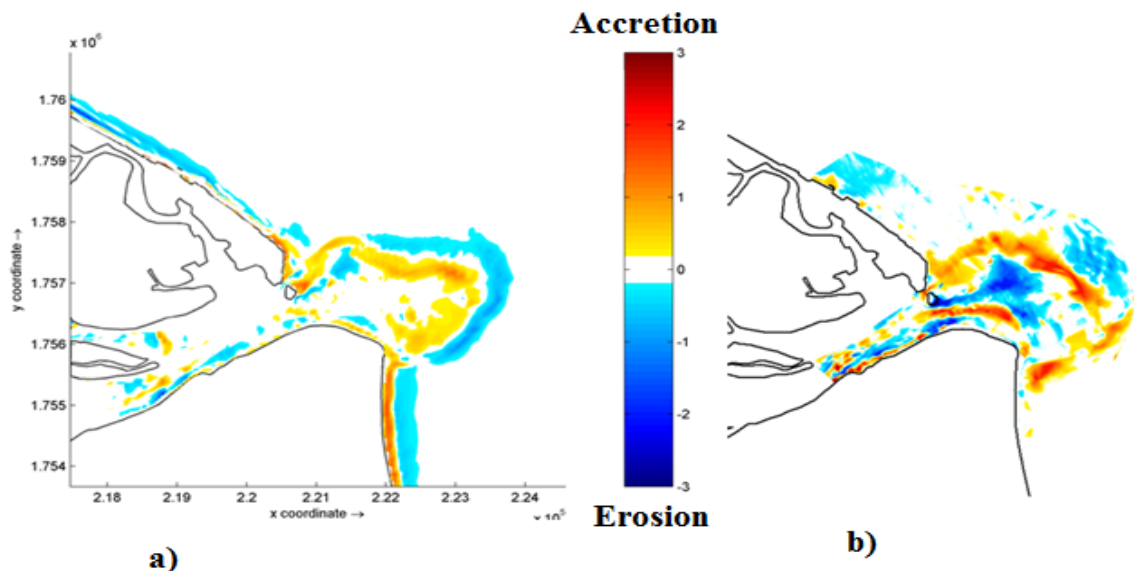 Accretion
x 10⁶
1.76
1.759
1.758
1.757
1.756
1.755
1.754
y coordinate →
2.18 2.19 2.2 2.21 2.22 2.23 2.24
x coordinate →
x 10⁵
3
2
1
0
-1
-2
-3
Erosion
a)
b)